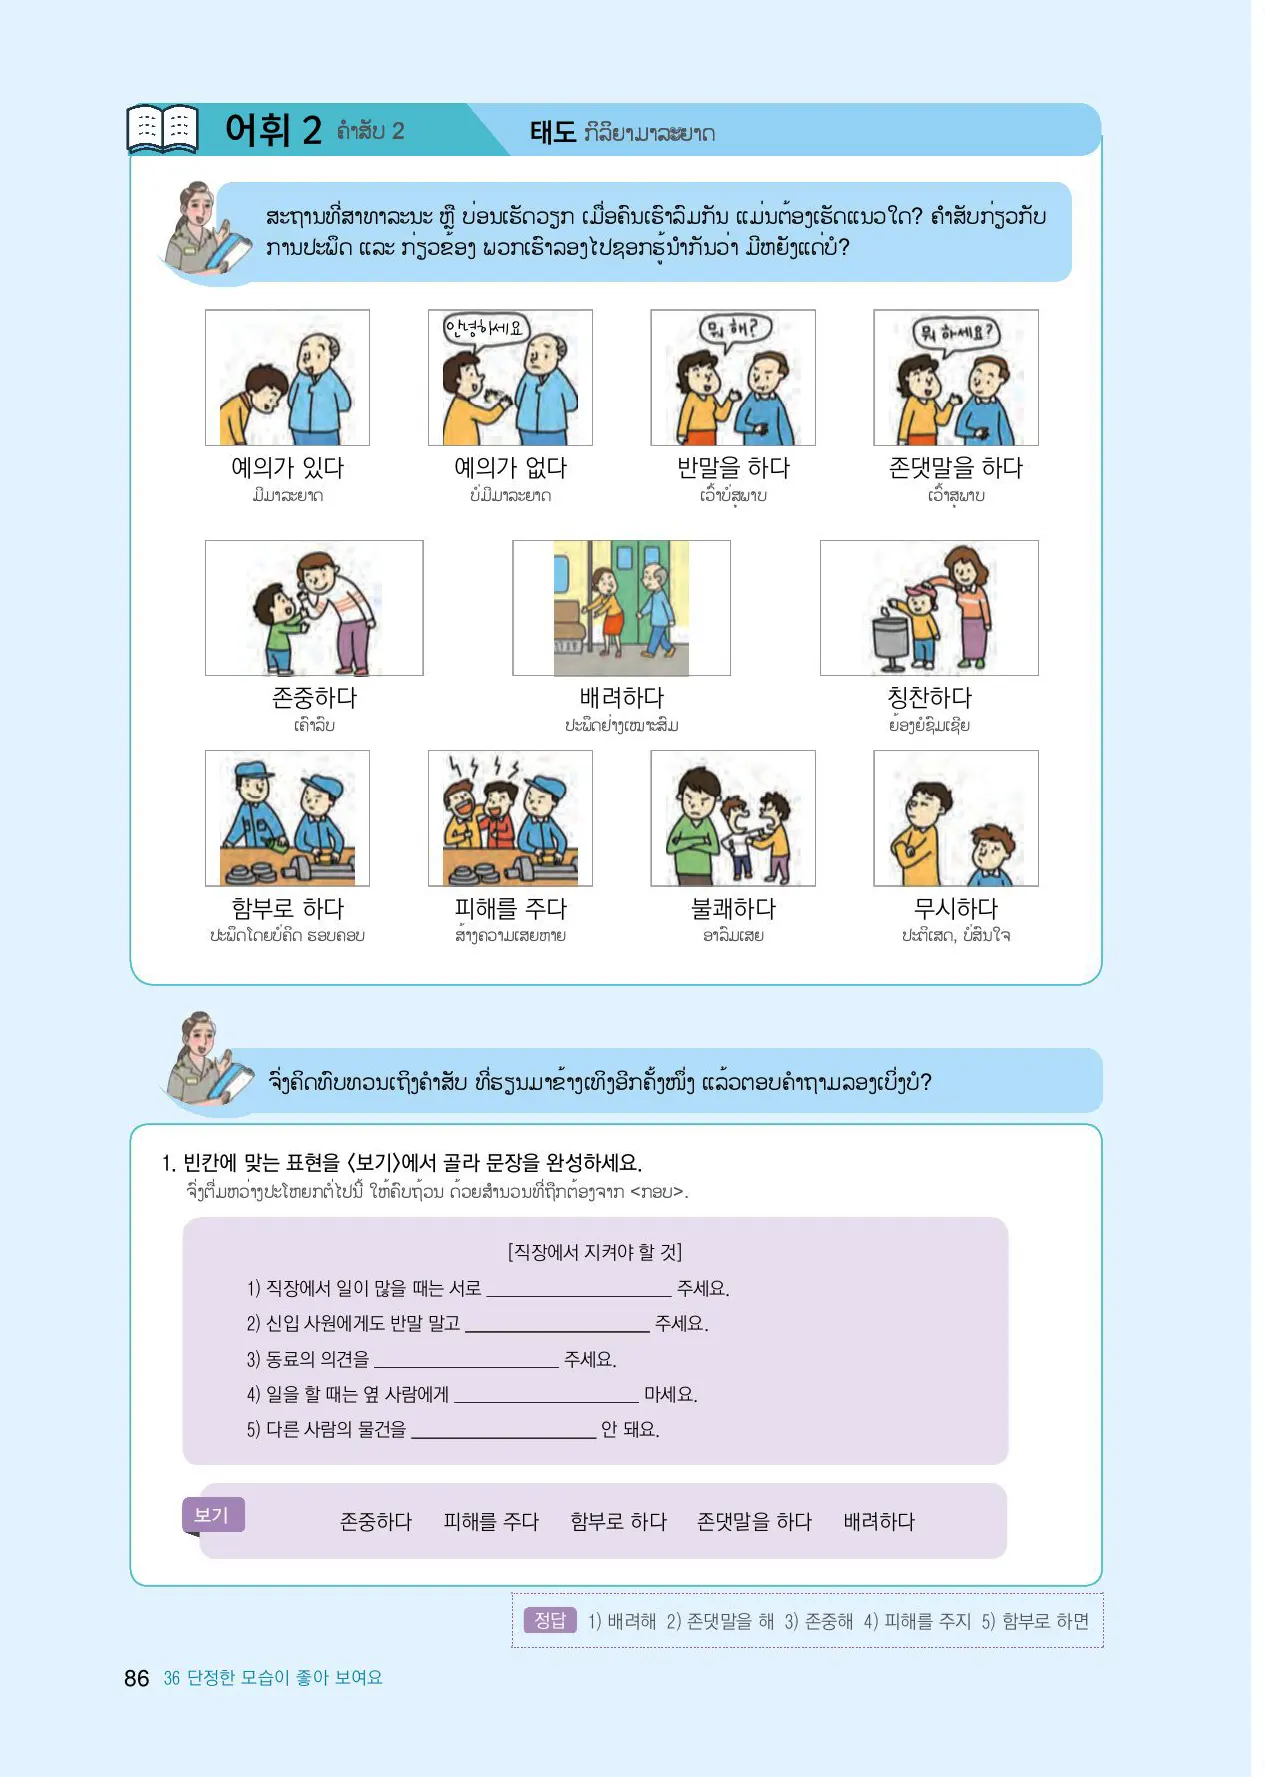 어휘 2 ຄຳສັບ 2
태도 ກິລິຍາມາລະຍາດ
ສະຖານທີ່ສາທາລະນະ ຫຼື ບ່ອນເຮັດວຽກ ເມື່ອຄົນເຮົາລົມກັນ ແມ່ນຕ້ອງເຮັດແນວໃດ? ຄຳສັບກ່ຽວກັບ
ການປະພຶດ ແລະ ກ່ຽວຂ້ອງ ພວກເຮົາລອງໄປຊອກຮູ້ນຳກັນວ່າ ມີຫຍັງແດ່ບໍ?
안녕하세요 뭐 해? 뭐 하세요?
예의가 있다 예의가 없다 반말을 하다 존댓말을 하다
ມີມາລະຍາດ ບໍ່ມີມາລະຍາດ ເວົ້າບໍ່ສຸພາບ ເວົ້າສຸພາບ
존중하다 배려하다 칭찬하다
ເຄົາລົບ ປະພຶດຢ່າງເໝາະສົມ ຍ້ອງຍໍຊົມເຊີຍ
함부로 하다 피해를 주다 불쾌하다 무시하다
ປະພຶດໂດຍບໍ່ຄິດ ຮອບຄອບ ສ້າງຄວາມເສຍຫາຍ ອາລົມເສຍ ປະຕິເສດ, ບໍ່ສົນໃຈ
ຈົ່ງຄິດທົບທວນເຖິງຄຳສັບ ທີ່ຮຽນມາຂ້າງເທິງອີກຄັ້ງໜຶ່ງ ແລ້ວຕອບຄຳຖາມລອງເບິ່ງບໍ?
1. 빈칸에 맞는 표현을 〈보기〉에서 골라 문장을 완성하세요.
ຈົ່ງຕື່ມຫວ່າງປະໂຫຍກຕໍ່ໄປນີ້ ໃຫ້ຄົບຖ້ວນ ດ້ວຍສຳນວນທີ່ຖືກຕ້ອງຈາກ <ກອບ>.
[직장에서 지켜야 할 것]
1) 직장에서 일이 많을 때는 서로 ____________________ 주세요.
2) 신입 사원에게도 반말 말고 ____________________ 주세요.
3) 동료의 의견을 ____________________ 주세요.
4) 일을 할 때는 옆 사람에게 ____________________ 마세요.
5) 다른 사람의 물건을 ____________________ 안 돼요.
보기 존중하다 피해를 주다 함부로 하다 존댓말을 하다 배려하다
정답 1) 배려해 2) 존댓말을 해 3) 존중해 4) 피해를 주지 5) 함부로 하면
86 36 단정한 모습이 좋아 보여요